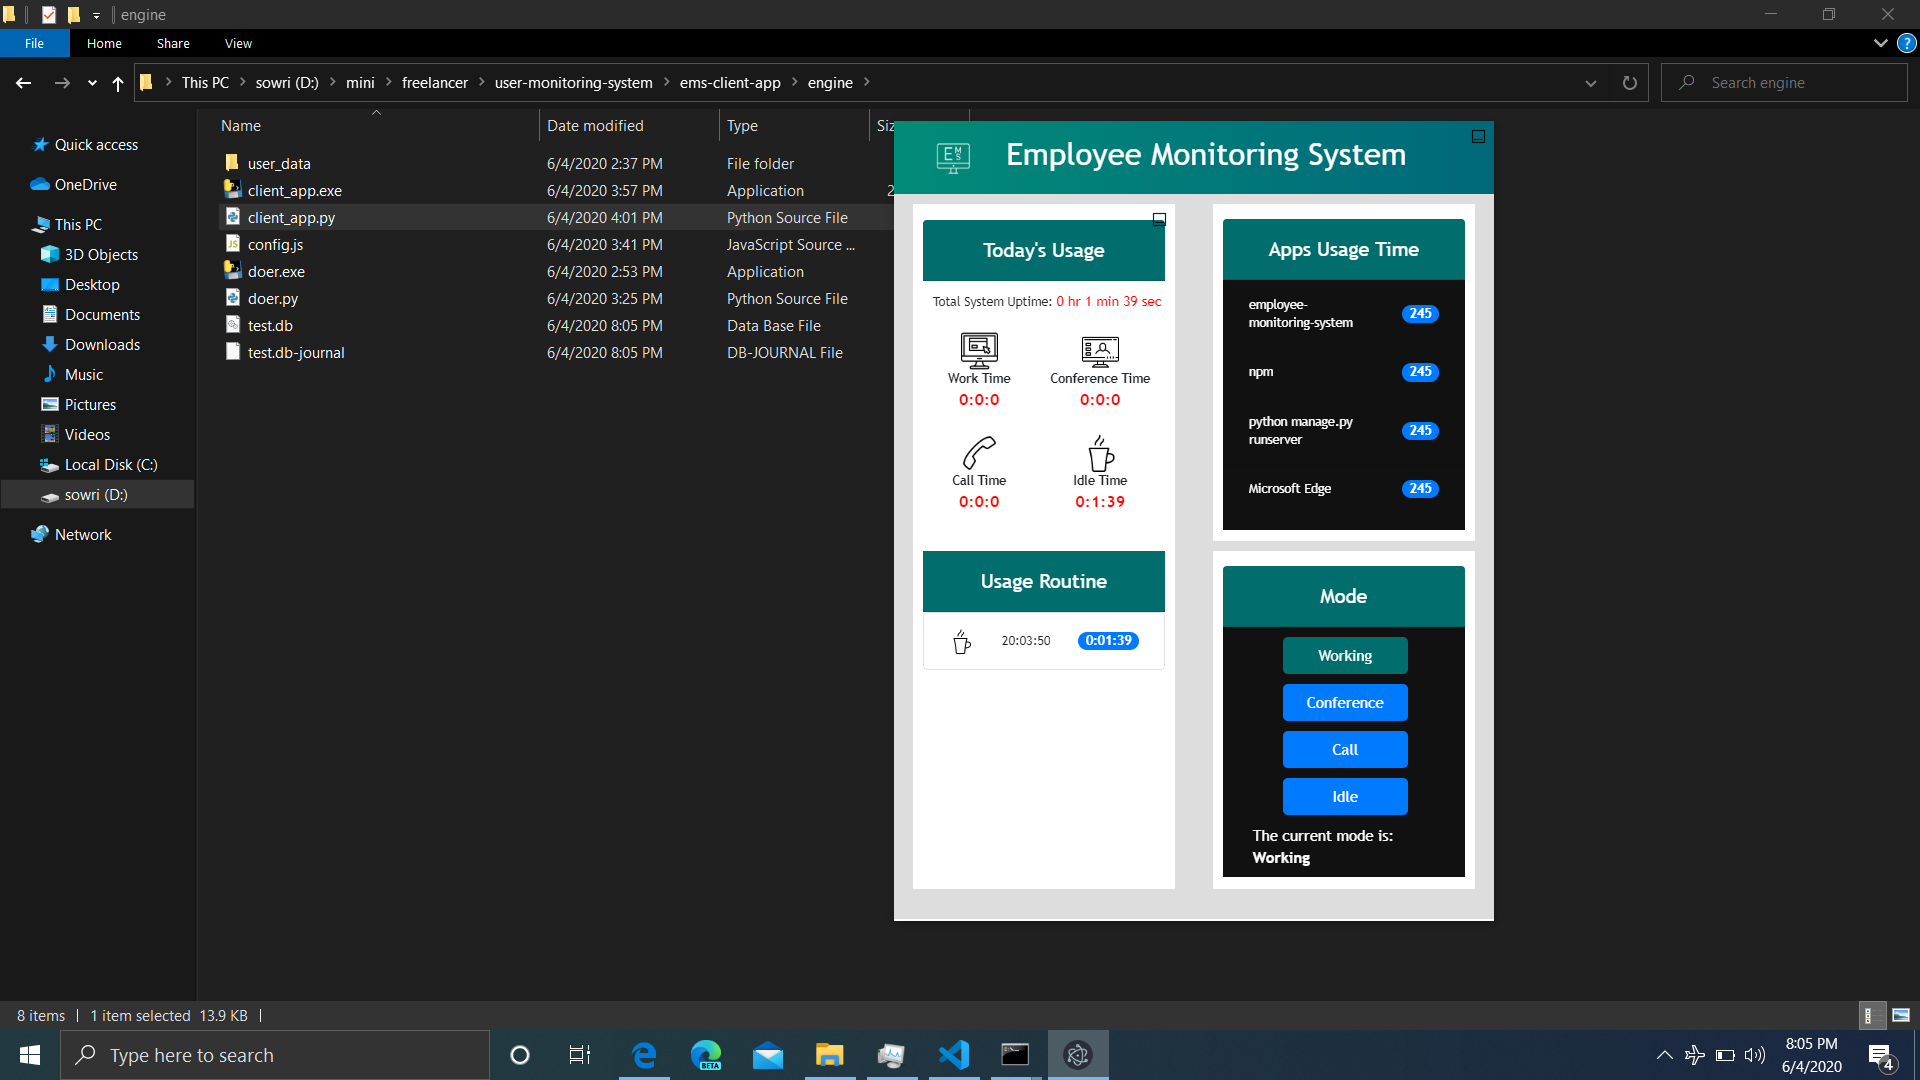 engine
File Home Share View
This PC sowri (D:) mini freelancer user-monitoring-system ems-client-app engine
Search engine
Name Date modified Type
user_data 6/4/2020 2:37 PM File folder
client_app.exe 6/4/2020 3:57 PM Application
client_app.py 6/4/2020 4:01 PM Python Source File
config.js 6/4/2020 3:41 PM JavaScript Source ...
doer.exe 6/4/2020 2:53 PM Application
doer.py 6/4/2020 3:25 PM Python Source File
test.db 6/4/2020 8:05 PM Data Base File
test.db-journal 6/4/2020 8:05 PM DB-JOURNAL File
Quick access
OneDrive
This PC
3D Objects
Desktop
Documents
Downloads
Music
Pictures
Videos
Local Disk (C:)
sowri (D:)
Network
EMS
Employee Monitoring System
Today's Usage
Total System Uptime: 0 hr 1 min 39 sec
Work Time Conference Time
0:0:0 0:0:0
Call Time Idle Time
0:0:0 0:1:39
Usage Routine
20:03:50 0:01:39
Apps Usage Time
employee-
monitoring-system 245
npm 245
python manage.py
runserver 245
Microsoft Edge 245
Mode
Working
Conference
Call
Idle
The current mode is:
Working
8 items 1 item selected 13.9 KB
Type here to search
BETA
8:05 PM
6/4/2020
4